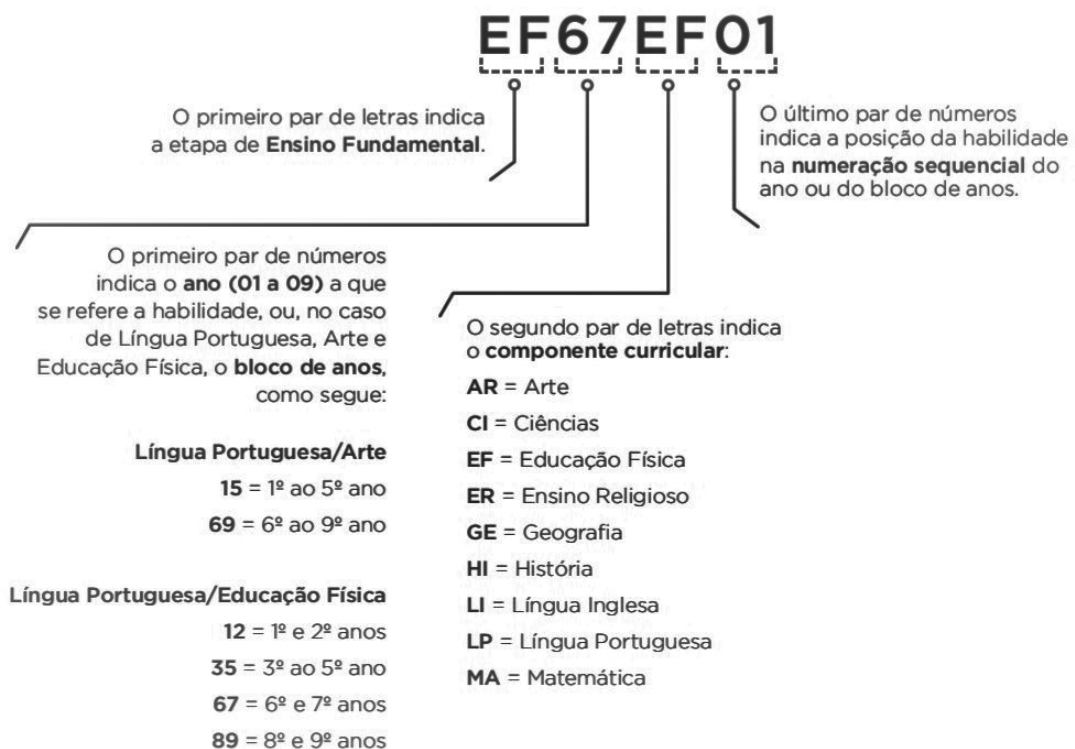 EF67EF01
O primeiro par de letras indica
a etapa de Ensino Fundamental.
O último par de números
indica a posição da habilidade
na numeração sequencial do
ano ou do bloco de anos.
O primeiro par de números
indica o ano (01 a 09) a que
se refere a habilidade, ou, no caso
de Língua Portuguesa, Arte e
Educação Física, o bloco de anos,
como segue:
Língua Portuguesa/Arte
15 = 1º ao 5º ano
69 = 6º ao 9º ano
Língua Portuguesa/Educação Física
12 = 1º e 2º anos
35 = 3º ao 5º ano
67 = 6º e 7º anos
89 = 8º e 9º anos
O segundo par de letras indica
o componente curricular:
AR = Arte
CI = Ciências
EF = Educação Física
ER = Ensino Religioso
GE = Geografia
HI = História
LI = Língua Inglesa
LP = Língua Portuguesa
MA = Matemática